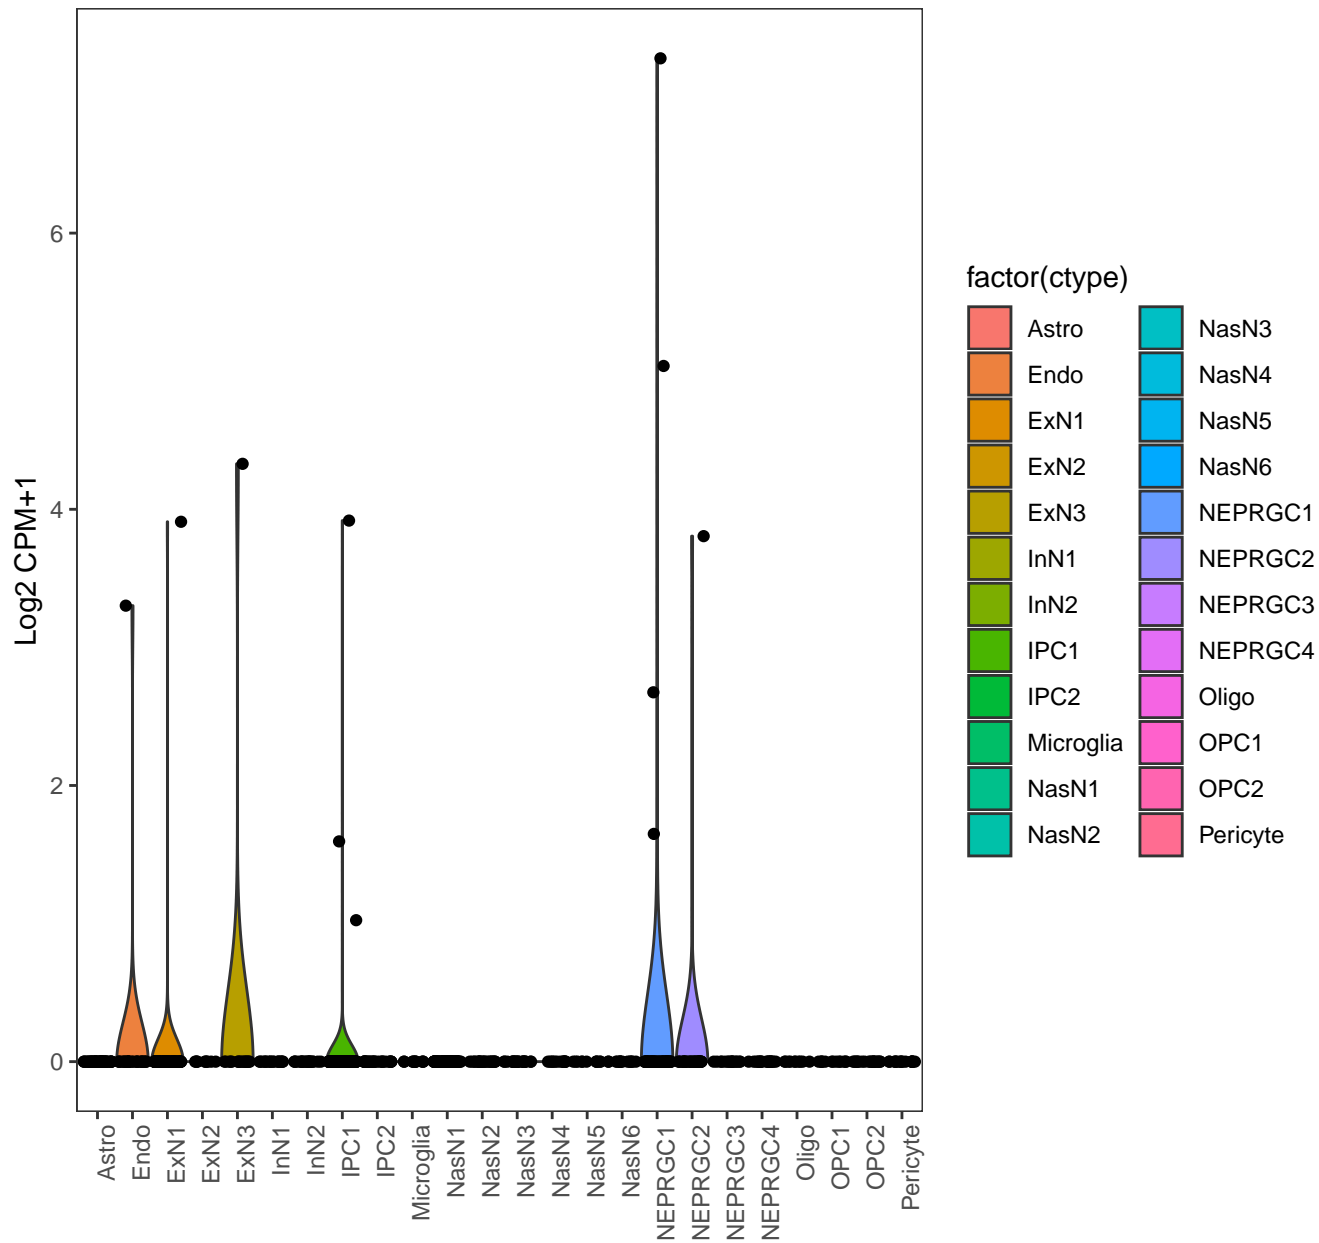 Log2 CPM+1
6
4
2
0
Astro
Endo
ExN1
ExN2
ExN3
InN1
InN2
IPC1
IPC2
Microglia
NasN1
NasN2
NasN3
NasN4
NasN5
NasN6
NEPRGC1
NEPRGC2
NEPRGC3
NEPRGC4
Oligo
OPC1
OPC2
Pericyte
factor(ctype)
Astro
Endo
ExN1
ExN2
ExN3
InN1
InN2
IPC1
IPC2
Microglia
NasN1
NasN2
NasN3
NasN4
NasN5
NasN6
NEPRGC1
NEPRGC2
NEPRGC3
NEPRGC4
Oligo
OPC1
OPC2
Pericyte